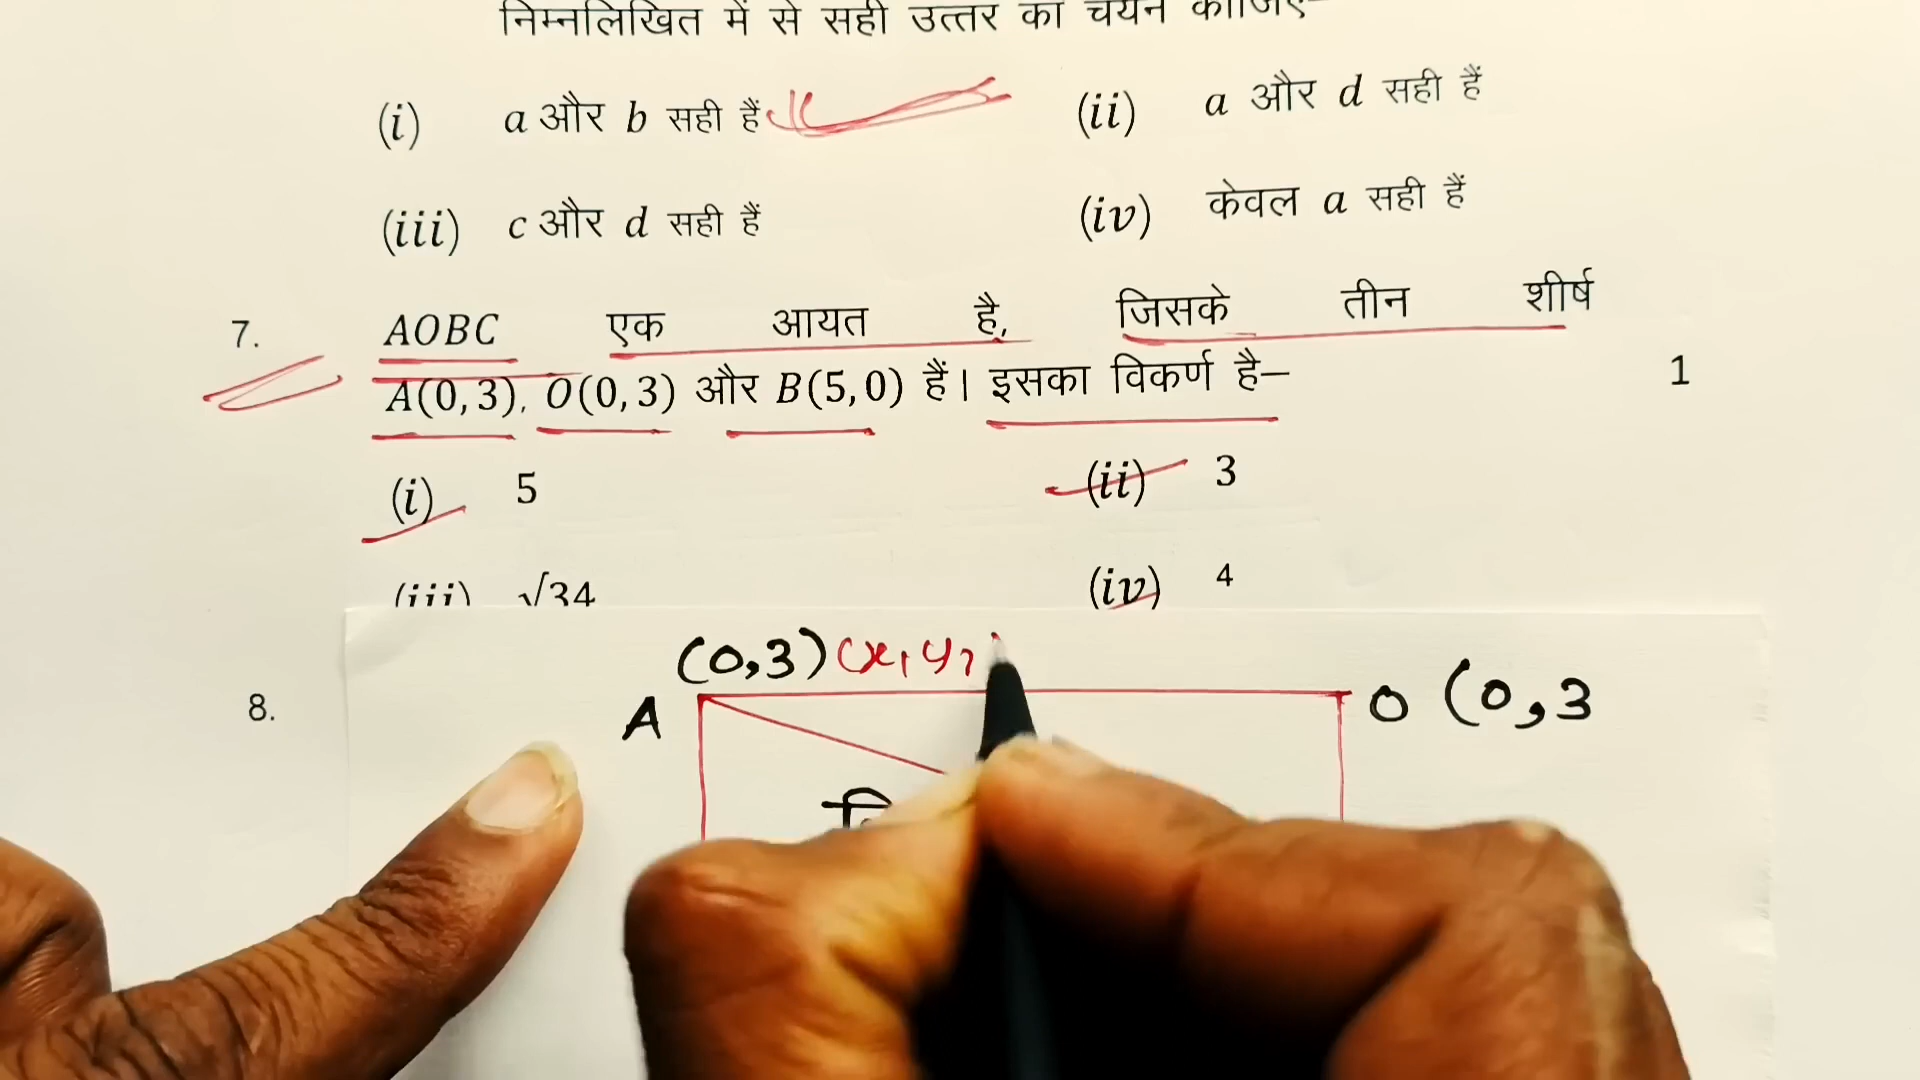 निम्नलिखित में से सही उत्तर का चयन कीजिए–
(i) a और b सही हैं (ii) a और d सही हैं
(iii) c और d सही हैं (iv) केवल a सही हैं
7. AOBC एक आयत है, जिसके तीन शीर्ष
A(0,3), O(0,3) और B(5,0) हैं। इसका विकर्ण है– 1
(i) 5 (ii) 3
(iii) √34 (iv) 4
(0,3) (x, y,
8. A O (0,3